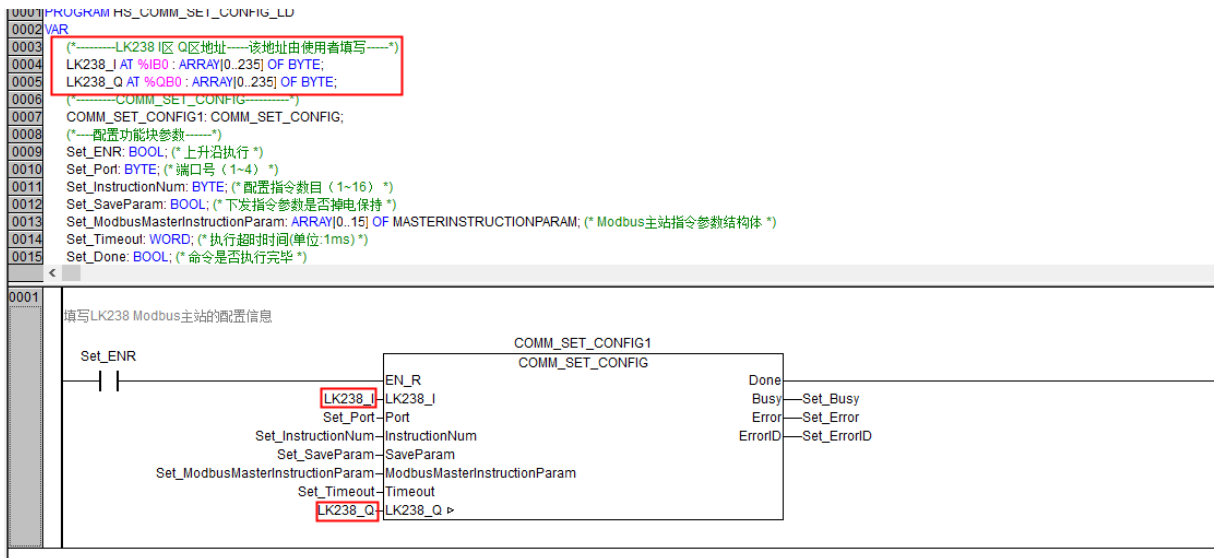 0001 PROGRAM HS_COMM_SET_CONFIG_LD
0002 VAR
0003 (*---------LK238 I区 Q区地址-----该地址由使用者填写-----*)
0004 LK238_I AT %IB0 : ARRAY[0..235] OF BYTE;
0005 LK238_Q AT %QB0 : ARRAY[0..235] OF BYTE;
0006 (*---------COMM_SET_CONFIG----------*)
0007 COMM_SET_CONFIG1: COMM_SET_CONFIG;
0008 (*----配置功能块参数------*)
0009 Set_ENR: BOOL; (* 上升沿执行 *)
0010 Set_Port: BYTE; (* 端口号（1~4） *)
0011 Set_InstructionNum: BYTE; (* 配置指令数目（1~16） *)
0012 Set_SaveParam: BOOL; (* 下发指令参数是否掉电保持 *)
0013 Set_ModbusMasterInstructionParam: ARRAY[0..15] OF MASTERINSTRUCTIONPARAM; (* Modbus主站指令参数结构体 *)
0014 Set_Timeout: WORD; (* 执行超时时间(单位:1ms) *)
0015 Set_Done: BOOL; (* 命令是否执行完毕 *)
0001
填写LK238 Modbus主站的配置信息
COMM_SET_CONFIG1
Set_ENR COMM_SET_CONFIG
EN_R Done
LK238_I LK238_I Busy Set_Busy
Set_Port Port Error Set_Error
Set_InstructionNum InstructionNum ErrorID Set_ErrorID
Set_SaveParam SaveParam
Set_ModbusMasterInstructionParam ModbusMasterInstructionParam
Set_Timeout Timeout
LK238_Q LK238_Q